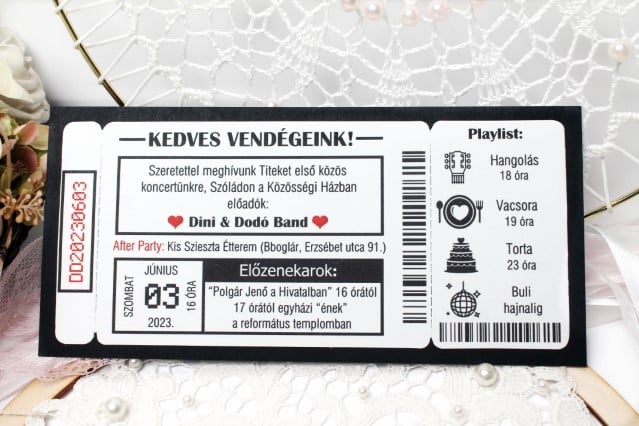 DD20230603
KEDVES VENDÉGEINK!
Szeretettel meghívunk Titeket első közös
koncertünkre, Szóládon a Közösségi Házban
előadók:
Dini & Dodó Band
After Party: Kis Szieszta Étterem (Bboglár, Erzsébet utca 91.)
SZOMBAT
JÚNIUS
03
2023.
16 ÓRA
Előzenekarok:
"Polgár Jenő a Hivatalban" 16 órától
17 órától egyházi "ének"
a református templomban
Playlist:
Hangolás
18 óra
Vacsora
19 óra
Torta
23 óra
Buli
hajnalig